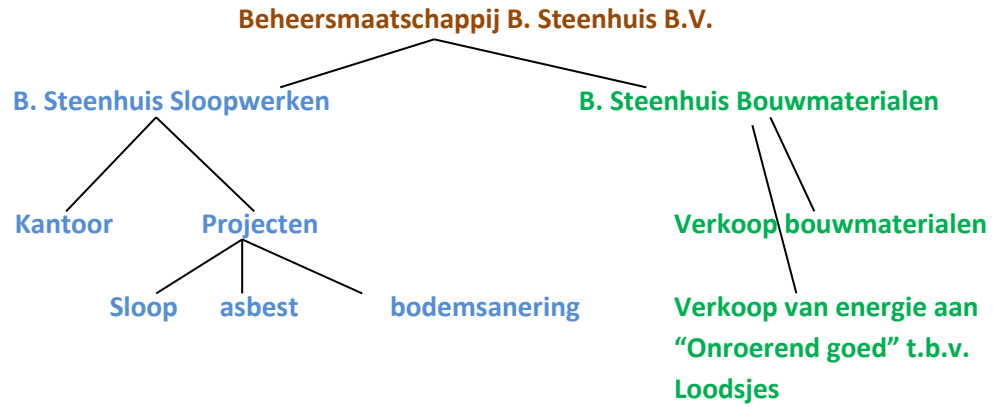 Beheersmaatschappij B. Steenhuis B.V.
B. Steenhuis Sloopwerken
B. Steenhuis Bouwmaterialen
Kantoor
Projecten
Verkoop bouwmaterialen
Sloop
asbest
bodemsanering
Verkoop van energie aan
“Onroerend goed” t.b.v.
Loodsjes